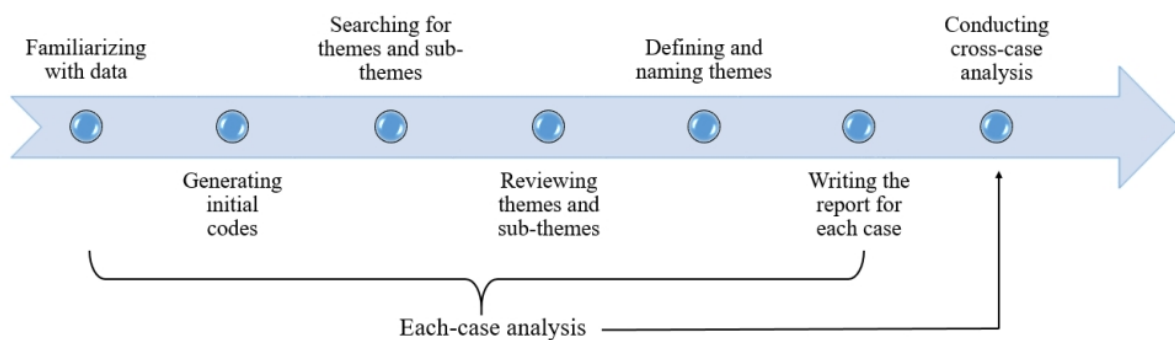 Familiarizing
with data
Generating
initial
codes
Searching for
themes and sub-
themes
Reviewing
themes and
sub-themes
Defining and
naming themes
Writing the
report for
each case
Conducting
cross-case
analysis
Each-case analysis